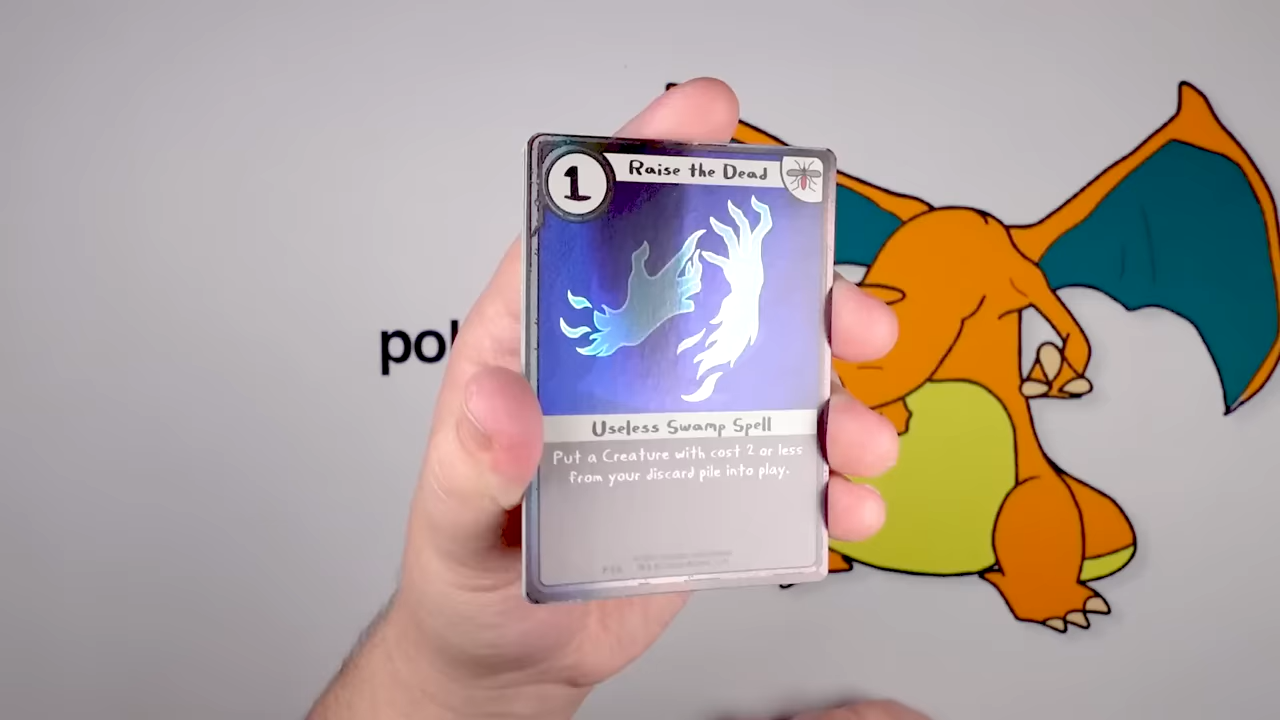 1
Raise the Dead
pok
Useless Swamp Spell
Put a Creature with cost 2 or less
from your discard pile into play.